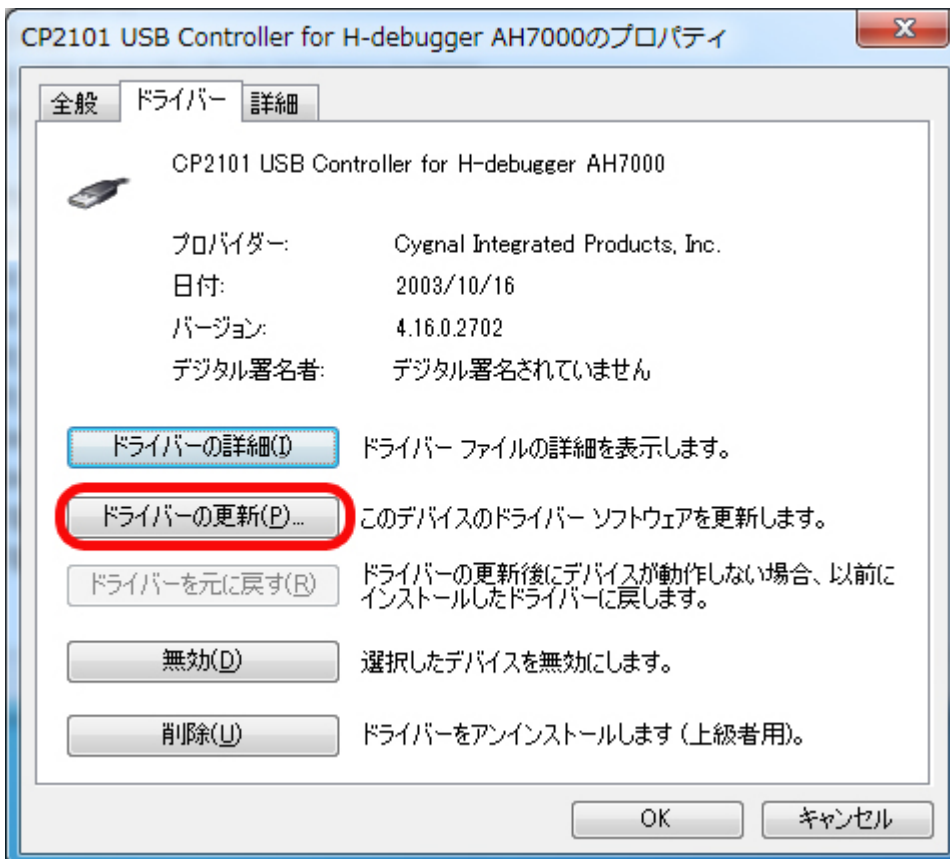 CP2101 USB Controller for H-debugger AH7000のプロパティ
全般 ドライバー 詳細
CP2101 USB Controller for H-debugger AH7000
プロバイダー: Cygnal Integrated Products, Inc.
日付: 2003/10/16
バージョン: 4.16.0.2702
デジタル署名者: デジタル署名されていません
ドライバーの詳細(I) ドライバー ファイルの詳細を表示します。
ドライバーの更新(P)... このデバイスのドライバー ソフトウェアを更新します。
ドライバーを元に戻す(R) ドライバーの更新後にデバイスが動作しない場合、以前に
インストールしたドライバーに戻します。
無効(D) 選択したデバイスを無効にします。
削除(U) ドライバーをアンインストールします (上級者用)。
OK キャンセル